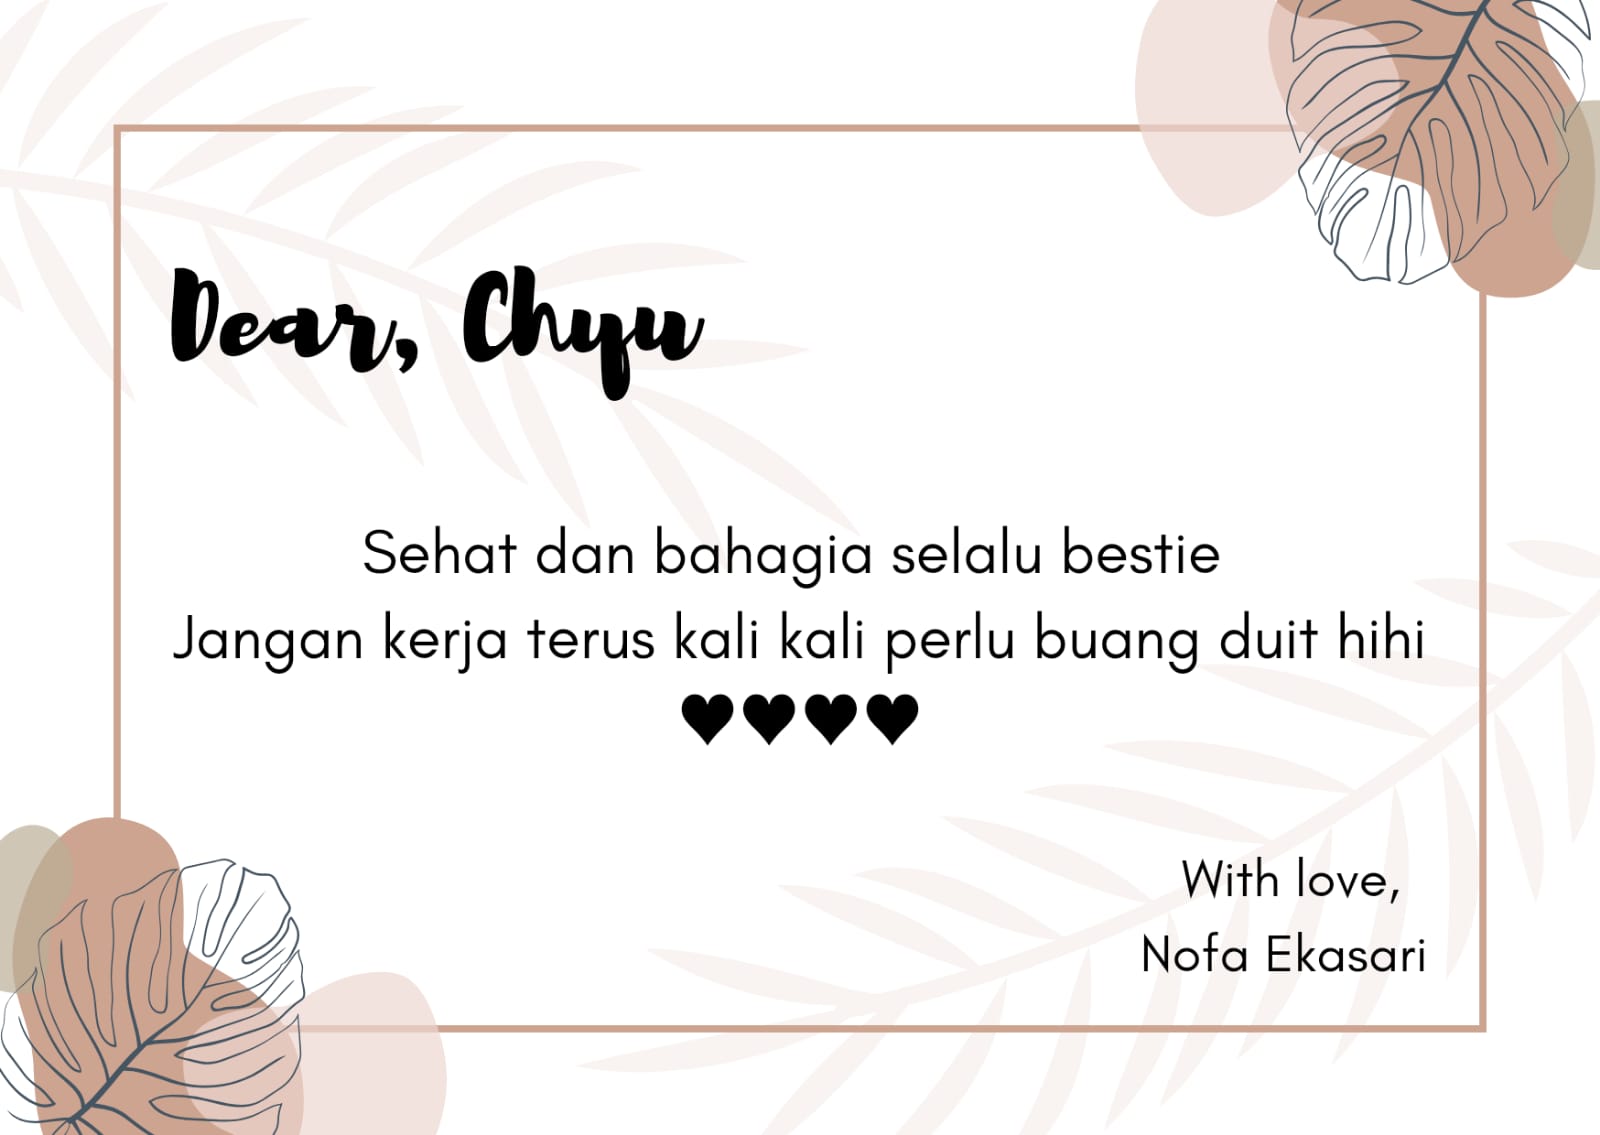 Dear, Chyu
Sehat dan bahagia selalu bestie
Jangan kerja terus kali kali perlu buang duit hihi
♥♥♥♥
With love,
Nofa Ekasari